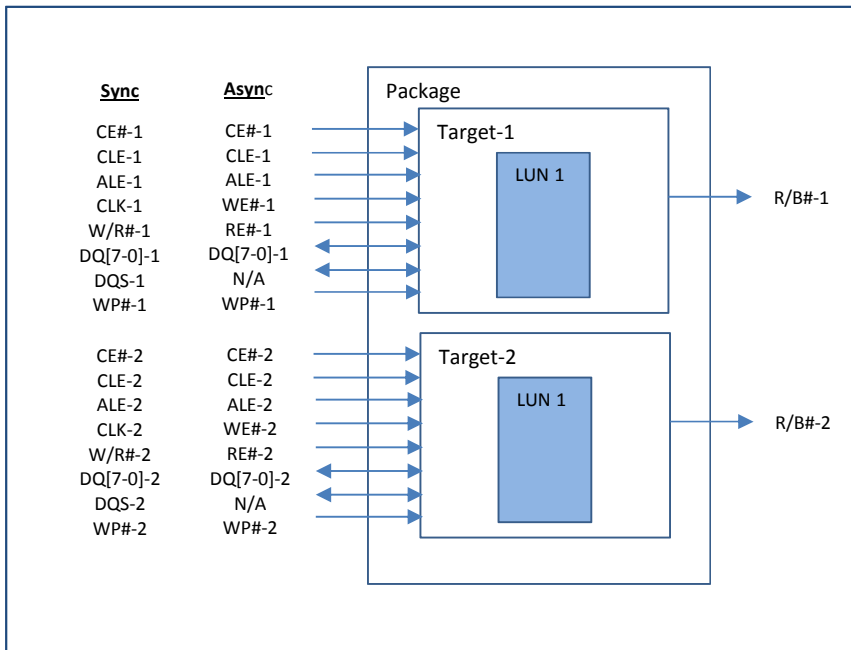 Sync Async Package
CE#-1 CE#-1 Target-1
CLE-1 CLE-1
ALE-1 ALE-1 LUN 1
CLK-1 WE#-1 R/B#-1
W/R#-1 RE#-1
DQ[7-0]-1 DQ[7-0]-1
DQS-1 N/A
WP#-1 WP#-1
CE#-2 CE#-2 Target-2
CLE-2 CLE-2
ALE-2 ALE-2 LUN 1
CLK-2 WE#-2 R/B#-2
W/R#-2 RE#-2
DQ[7-0]-2 DQ[7-0]-2
DQS-2 N/A
WP#-2 WP#-2